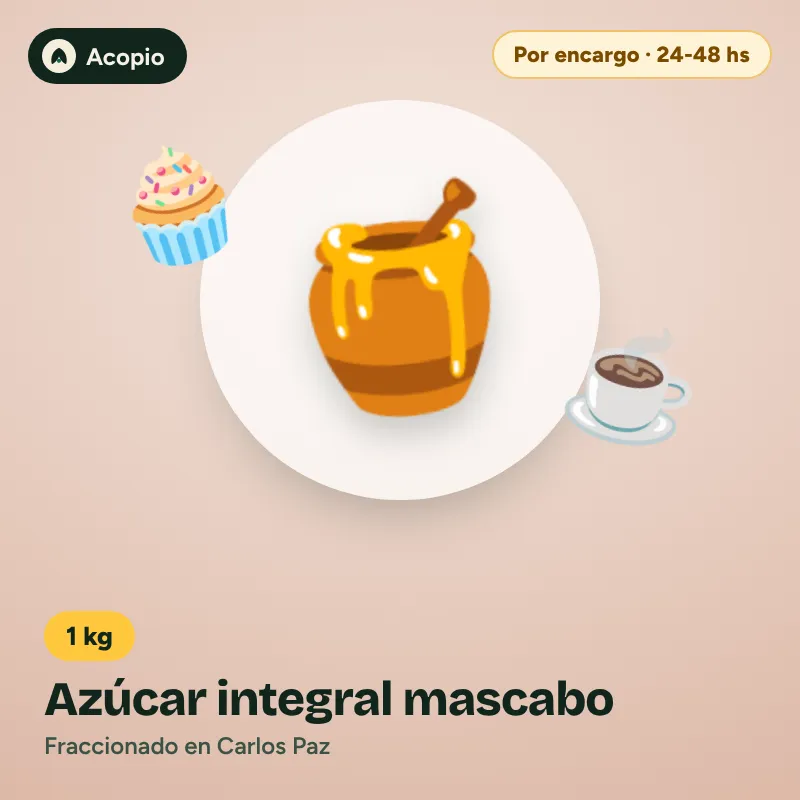 Acopio
Por encargo · 24-48 hs
1 kg
Azúcar integral mascabo
Fraccionado en Carlos Paz